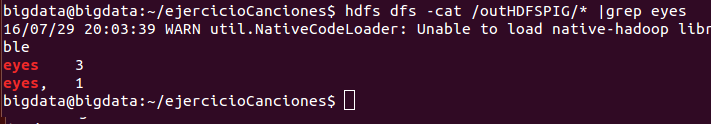 bigdata@bigdata:~/ejercicioCanciones$ hdfs dfs -cat /outHDFSPIG/* |grep eyes
16/07/29 20:03:39 WARN util.NativeCodeLoader: Unable to load native-hadoop libr
ble
eyes    3
eyes,   1
bigdata@bigdata:~/ejercicioCanciones$